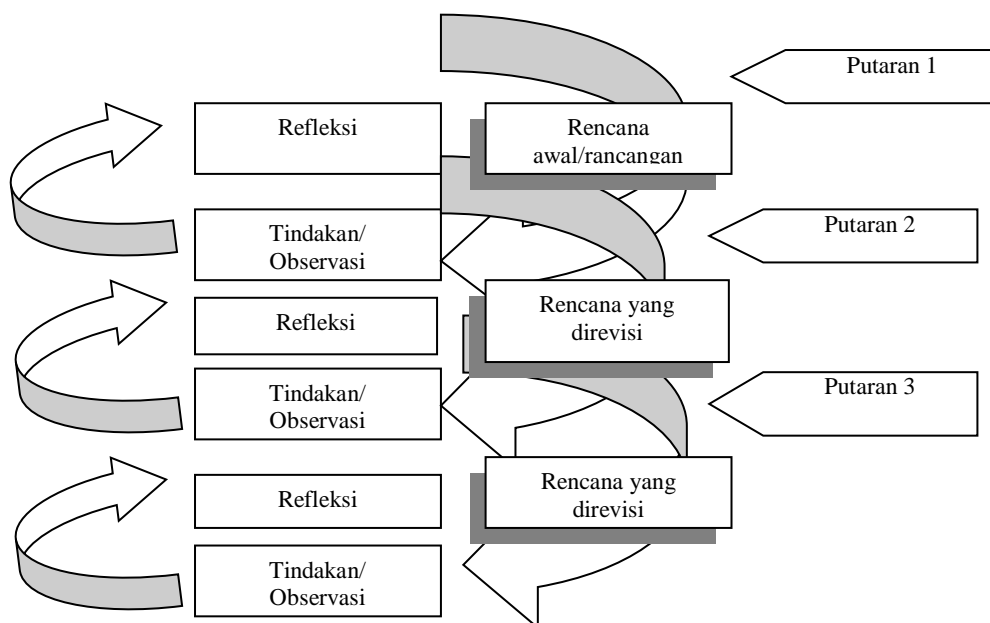 Putaran 1
Refleksi
Rencana
awal/rancangan
Putaran 2
Tindakan/
Observasi
Refleksi
Rencana yang
direvisi
Putaran 3
Tindakan/
Observasi
Refleksi
Rencana yang
direvisi
Tindakan/
Observasi